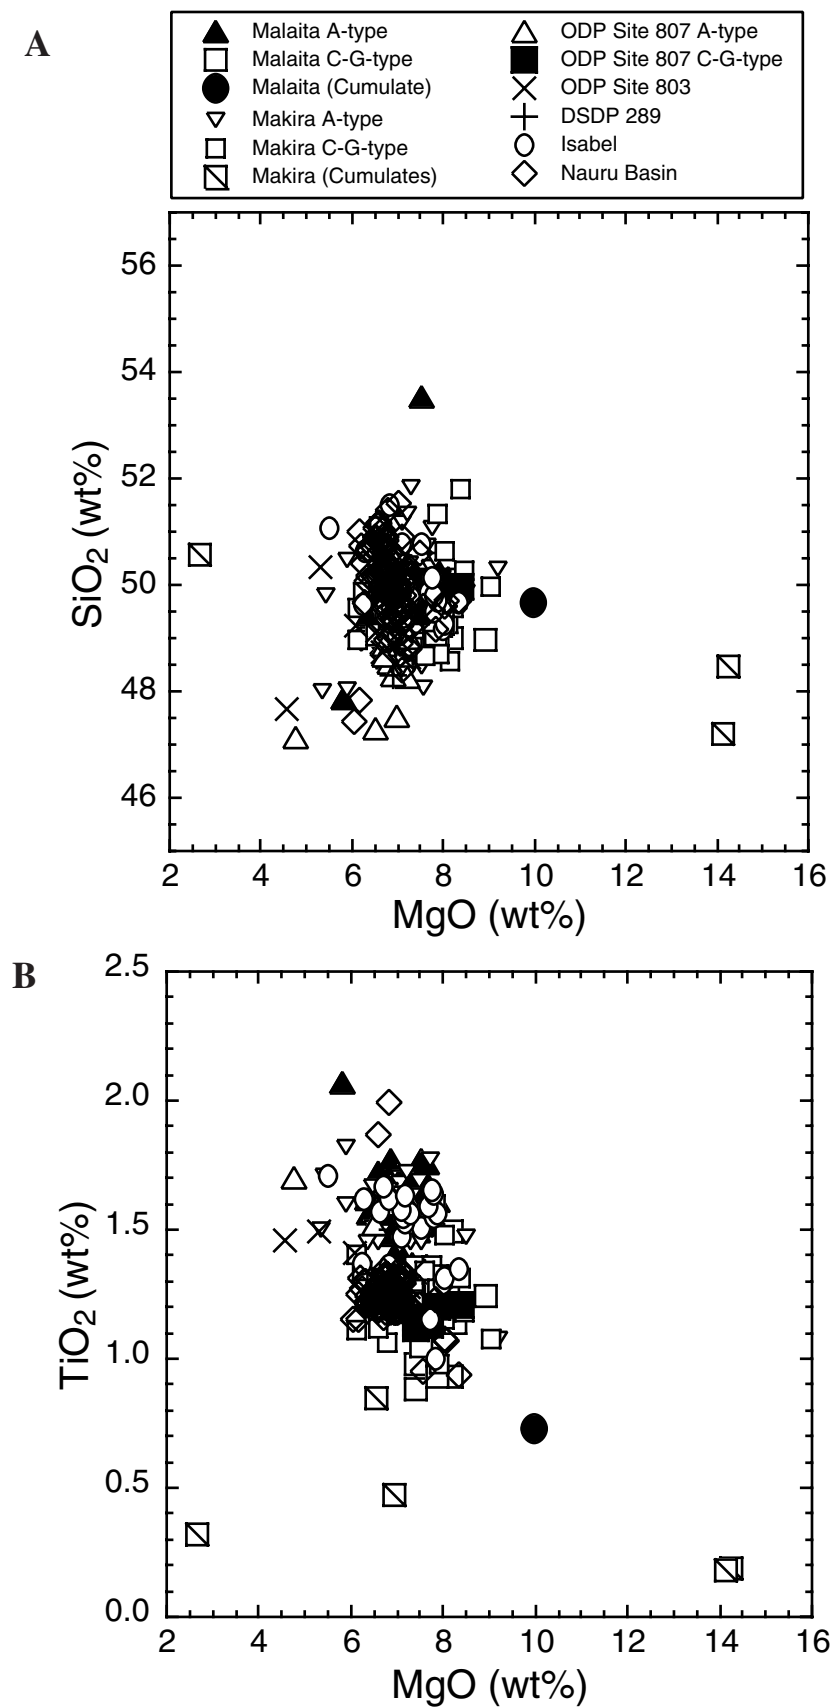 A
Malaita A-type
Malaita C-G-type
Malaita (Cumulate)
Makira A-type
Makira C-G-type
Makira (Cumulates)
ODP Site 807 A-type
ODP Site 807 C-G-type
ODP Site 803
DSDP 289
Isabel
Nauru Basin
56
54
52
50
48
46
SiO2 (wt%)
2 4 6 8 10 12 14 16
MgO (wt%)
B
2.5
2.0
1.5
1.0
0.5
0.0
TiO2 (wt%)
2 4 6 8 10 12 14 16
MgO (wt%)